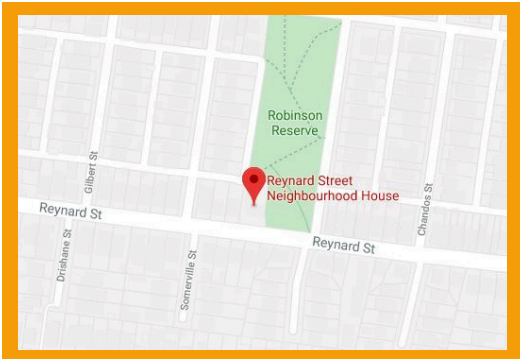 Robinson
Reserve
Gilbert St
Reynard Street
Neighbourhood House
Chandos St
Reynard St
Reynard St
Drishane St
Somerville St